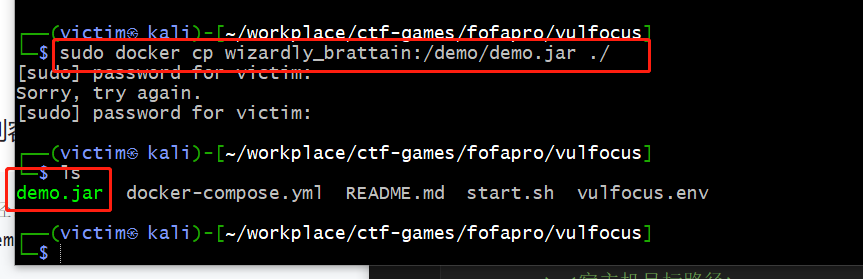 ┌──(victim㉿ kali)-[~/workplace/ctf-games/fofapro/vulfocus]
└─$ sudo docker cp wizardly_brattain:/demo/demo.jar ./
[sudo] password for victim:
Sorry, try again.
[sudo] password for victim:
┌──(victim㉿ kali)-[~/workplace/ctf-games/fofapro/vulfocus]
└─$ ls
demo.jar  docker-compose.yml  README.md  start.sh  vulfocus.env
┌──(victim㉿ kali)-[~/workplace/ctf-games/fofapro/vulfocus]
└─$